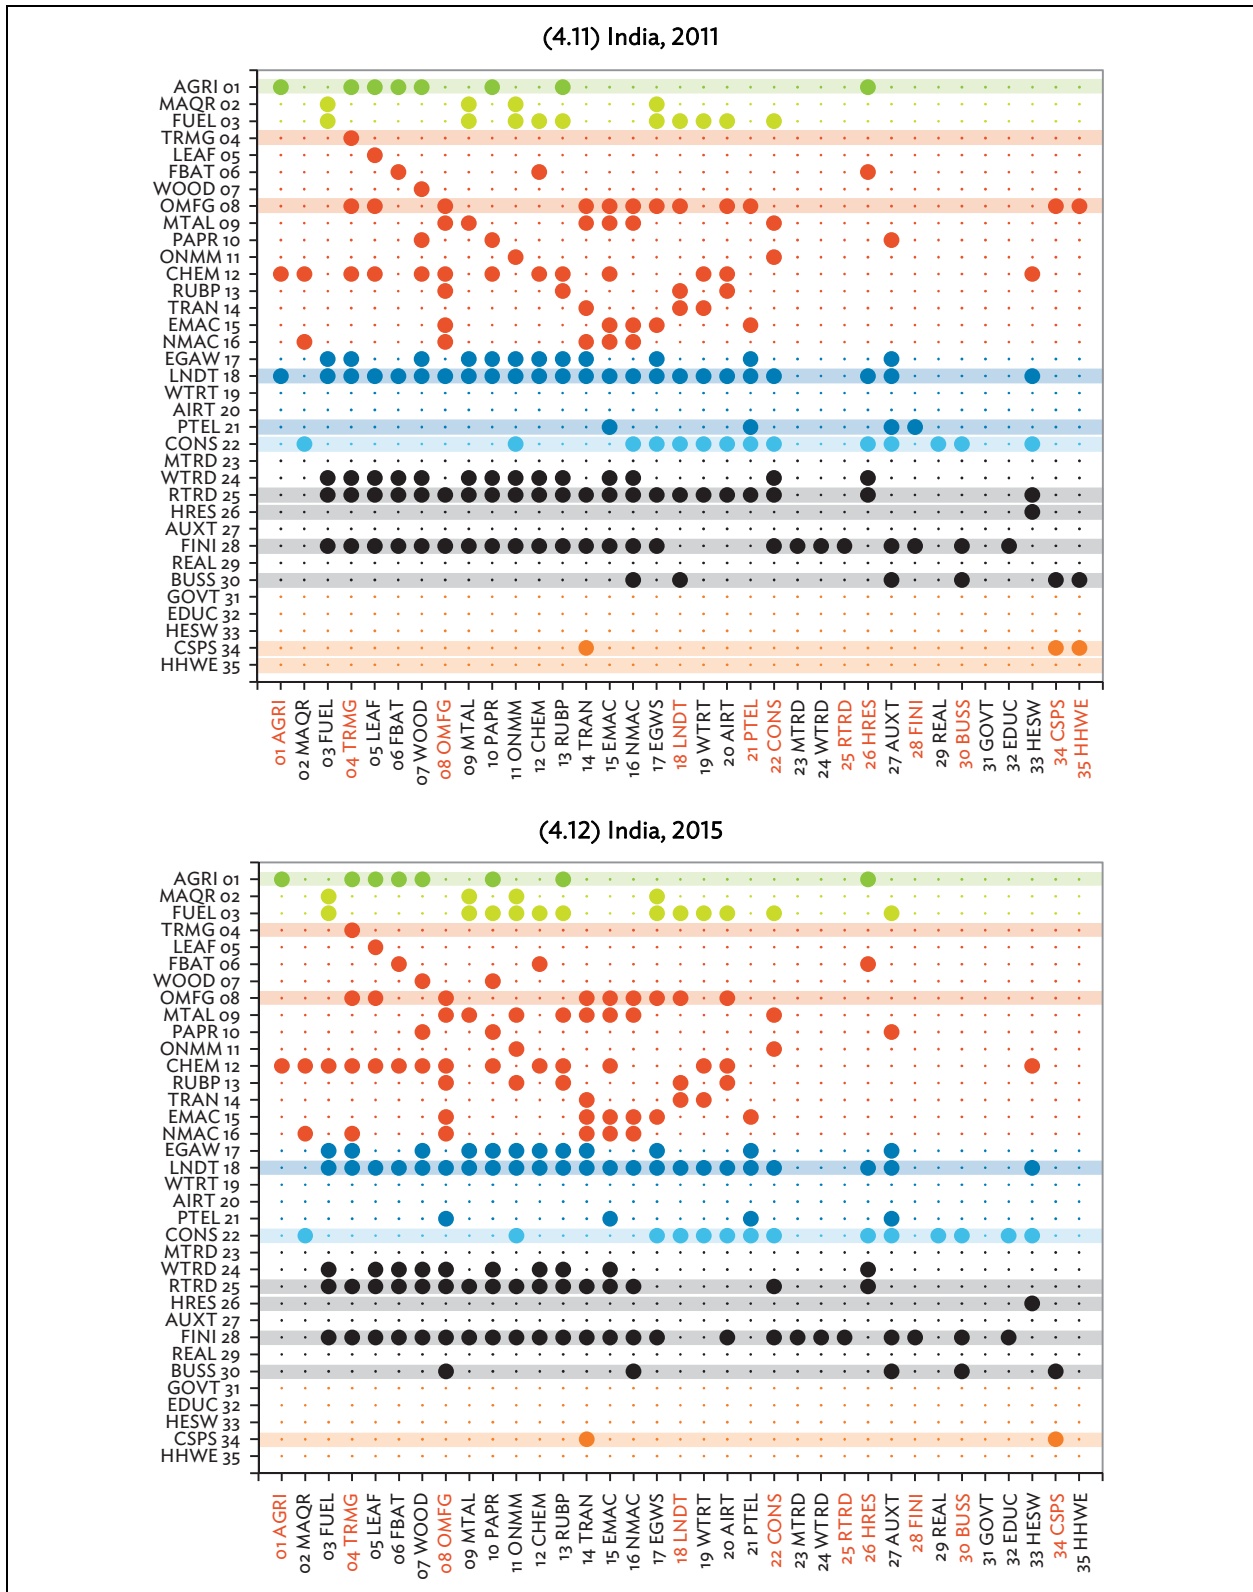 (4.11) India, 2011
AGRI 01
MAQR 02
FUEL 03
TRMG 04
LEAF 05
FBAT 06
WOOD 07
OMFG 08
MTAL 09
PAPR 10
ONMM 11
CHEM 12
RUBP 13
TRAN 14
EMAC 15
NMAC 16
EGAW 17
LNDT 18
WTRT 19
AIRT 20
PTEL 21
CONS 22
MTRD 23
WTRD 24
RTRD 25
HRES 26
AUXT 27
FINI 28
REAL 29
BUSS 30
GOVT 31
EDUC 32
HESW 33
CSPS 34
HHWE 35
01 AGRI
02 MAQR
03 FUEL
04 TRMG
05 LEAF
06 FBAT
07 WOOD
08 OMFG
09 MTAL
10 PAPR
11 ONMM
12 CHEM
13 RUBP
14 TRAN
15 EMAC
16 NMAC
17 EGWS
18 LNDT
19 WTRT
20 AIRT
21 PTEL
22 CONS
23 MTRD
24 WTRD
25 RTRD
26 HRES
27 AUXT
28 FINI
29 REAL
30 BUSS
31 GOVT
32 EDUC
33 HESW
34 CSPS
35 HHWE
(4.12) India, 2015
AGRI 01
MAQR 02
FUEL 03
TRMG 04
LEAF 05
FBAT 06
WOOD 07
OMFG 08
MTAL 09
PAPR 10
ONMM 11
CHEM 12
RUBP 13
TRAN 14
EMAC 15
NMAC 16
EGAW 17
LNDT 18
WTRT 19
AIRT 20
PTEL 21
CONS 22
MTRD 23
WTRD 24
RTRD 25
HRES 26
AUXT 27
FINI 28
REAL 29
BUSS 30
GOVT 31
EDUC 32
HESW 33
CSPS 34
HHWE 35
01 AGRI
02 MAQR
03 FUEL
04 TRMG
05 LEAF
06 FBAT
07 WOOD
08 OMFG
09 MTAL
10 PAPR
11 ONMM
12 CHEM
13 RUBP
14 TRAN
15 EMAC
16 NMAC
17 EGWS
18 LNDT
19 WTRT
20 AIRT
21 PTEL
22 CONS
23 MTRD
24 WTRD
25 RTRD
26 HRES
27 AUXT
28 FINI
29 REAL
30 BUSS
31 GOVT
32 EDUC
33 HESW
34 CSPS
35 HHWE